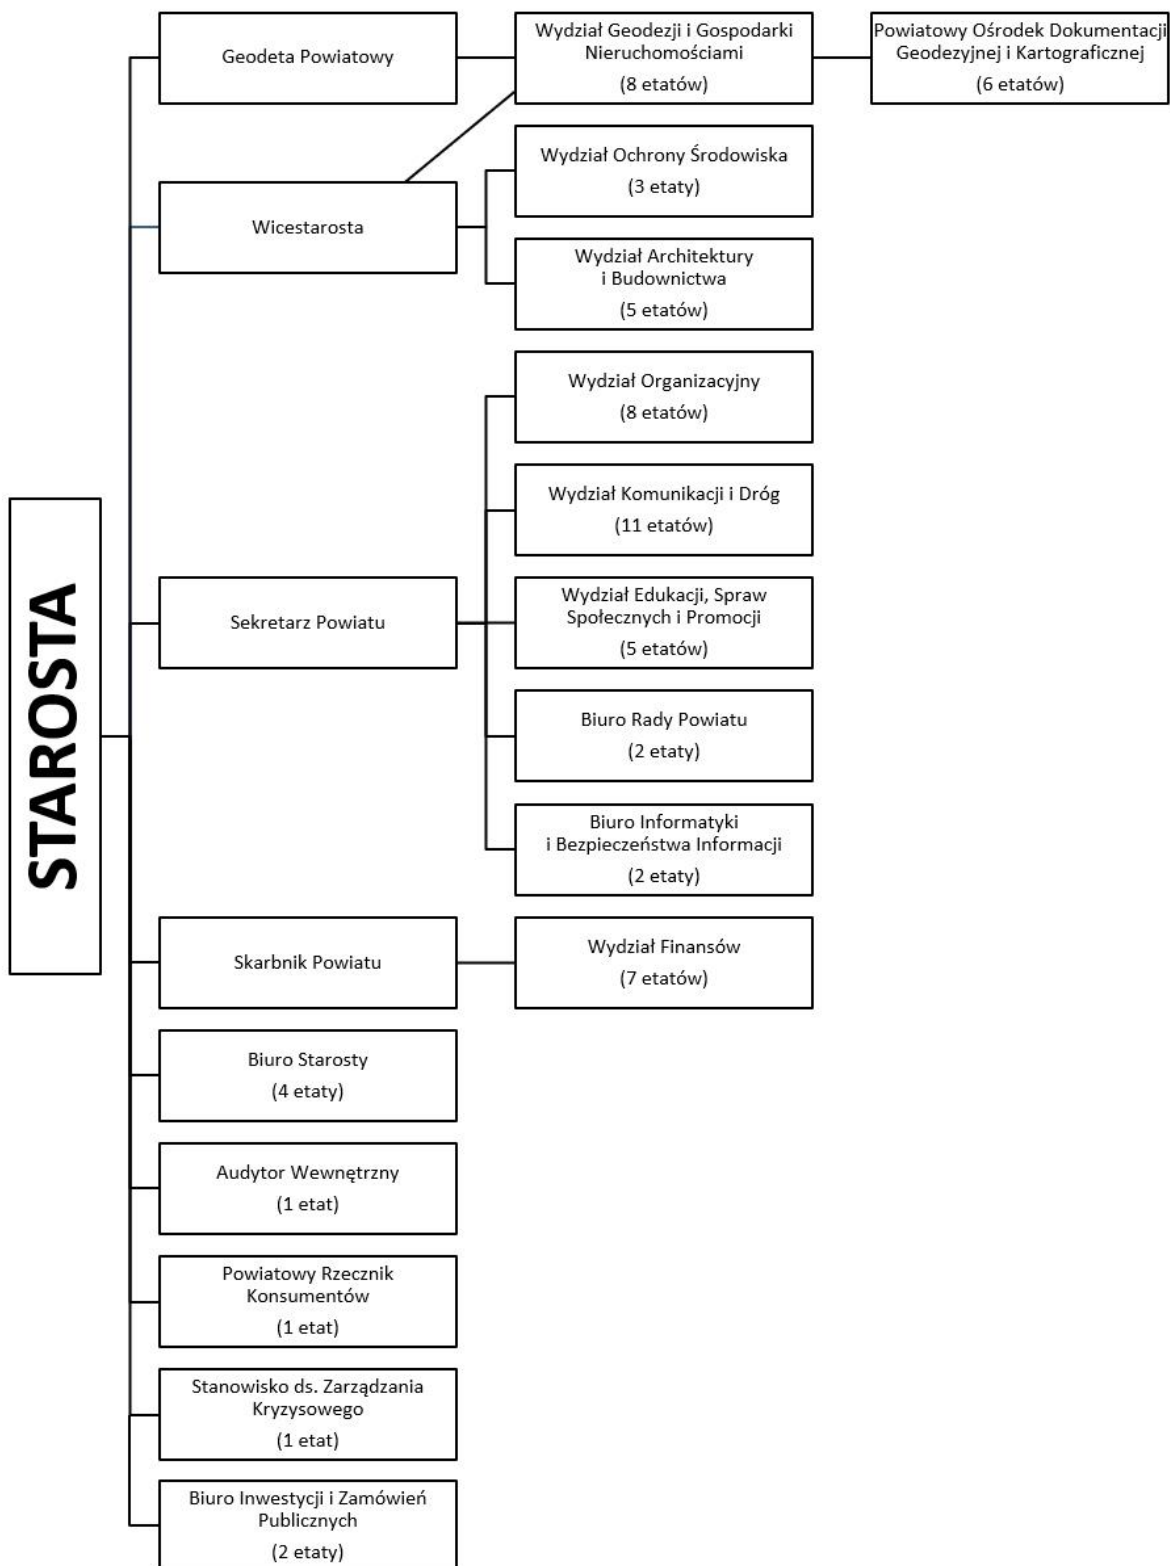 STAROSTA
Geodeta Powiatowy
Wydział Geodezji i Gospodarki
Nieruchomościami
(8 etatów)
Powiatowy Ośrodek Dokumentacji
Geodezyjnej i Kartograficznej
(6 etatów)
Wicestarosta
Wydział Ochrony Środowiska
(3 etaty)
Wydział Architektury
i Budownictwa
(5 etatów)
Sekretarz Powiatu
Wydział Organizacyjny
(8 etatów)
Wydział Komunikacji i Dróg
(11 etatów)
Wydział Edukacji, Spraw
Społecznych i Promocji
(5 etatów)
Biuro Rady Powiatu
(2 etaty)
Biuro Informatyki
i Bezpieczeństwa Informacji
(2 etaty)
Skarbnik Powiatu
Wydział Finansów
(7 etatów)
Biuro Starosty
(4 etaty)
Audytor Wewnętrzny
(1 etat)
Powiatowy Rzecznik
Konsumentów
(1 etat)
Stanowisko ds. Zarządzania
Kryzysowego
(1 etat)
Biuro Inwestycji i Zamówień
Publicznych
(2 etaty)